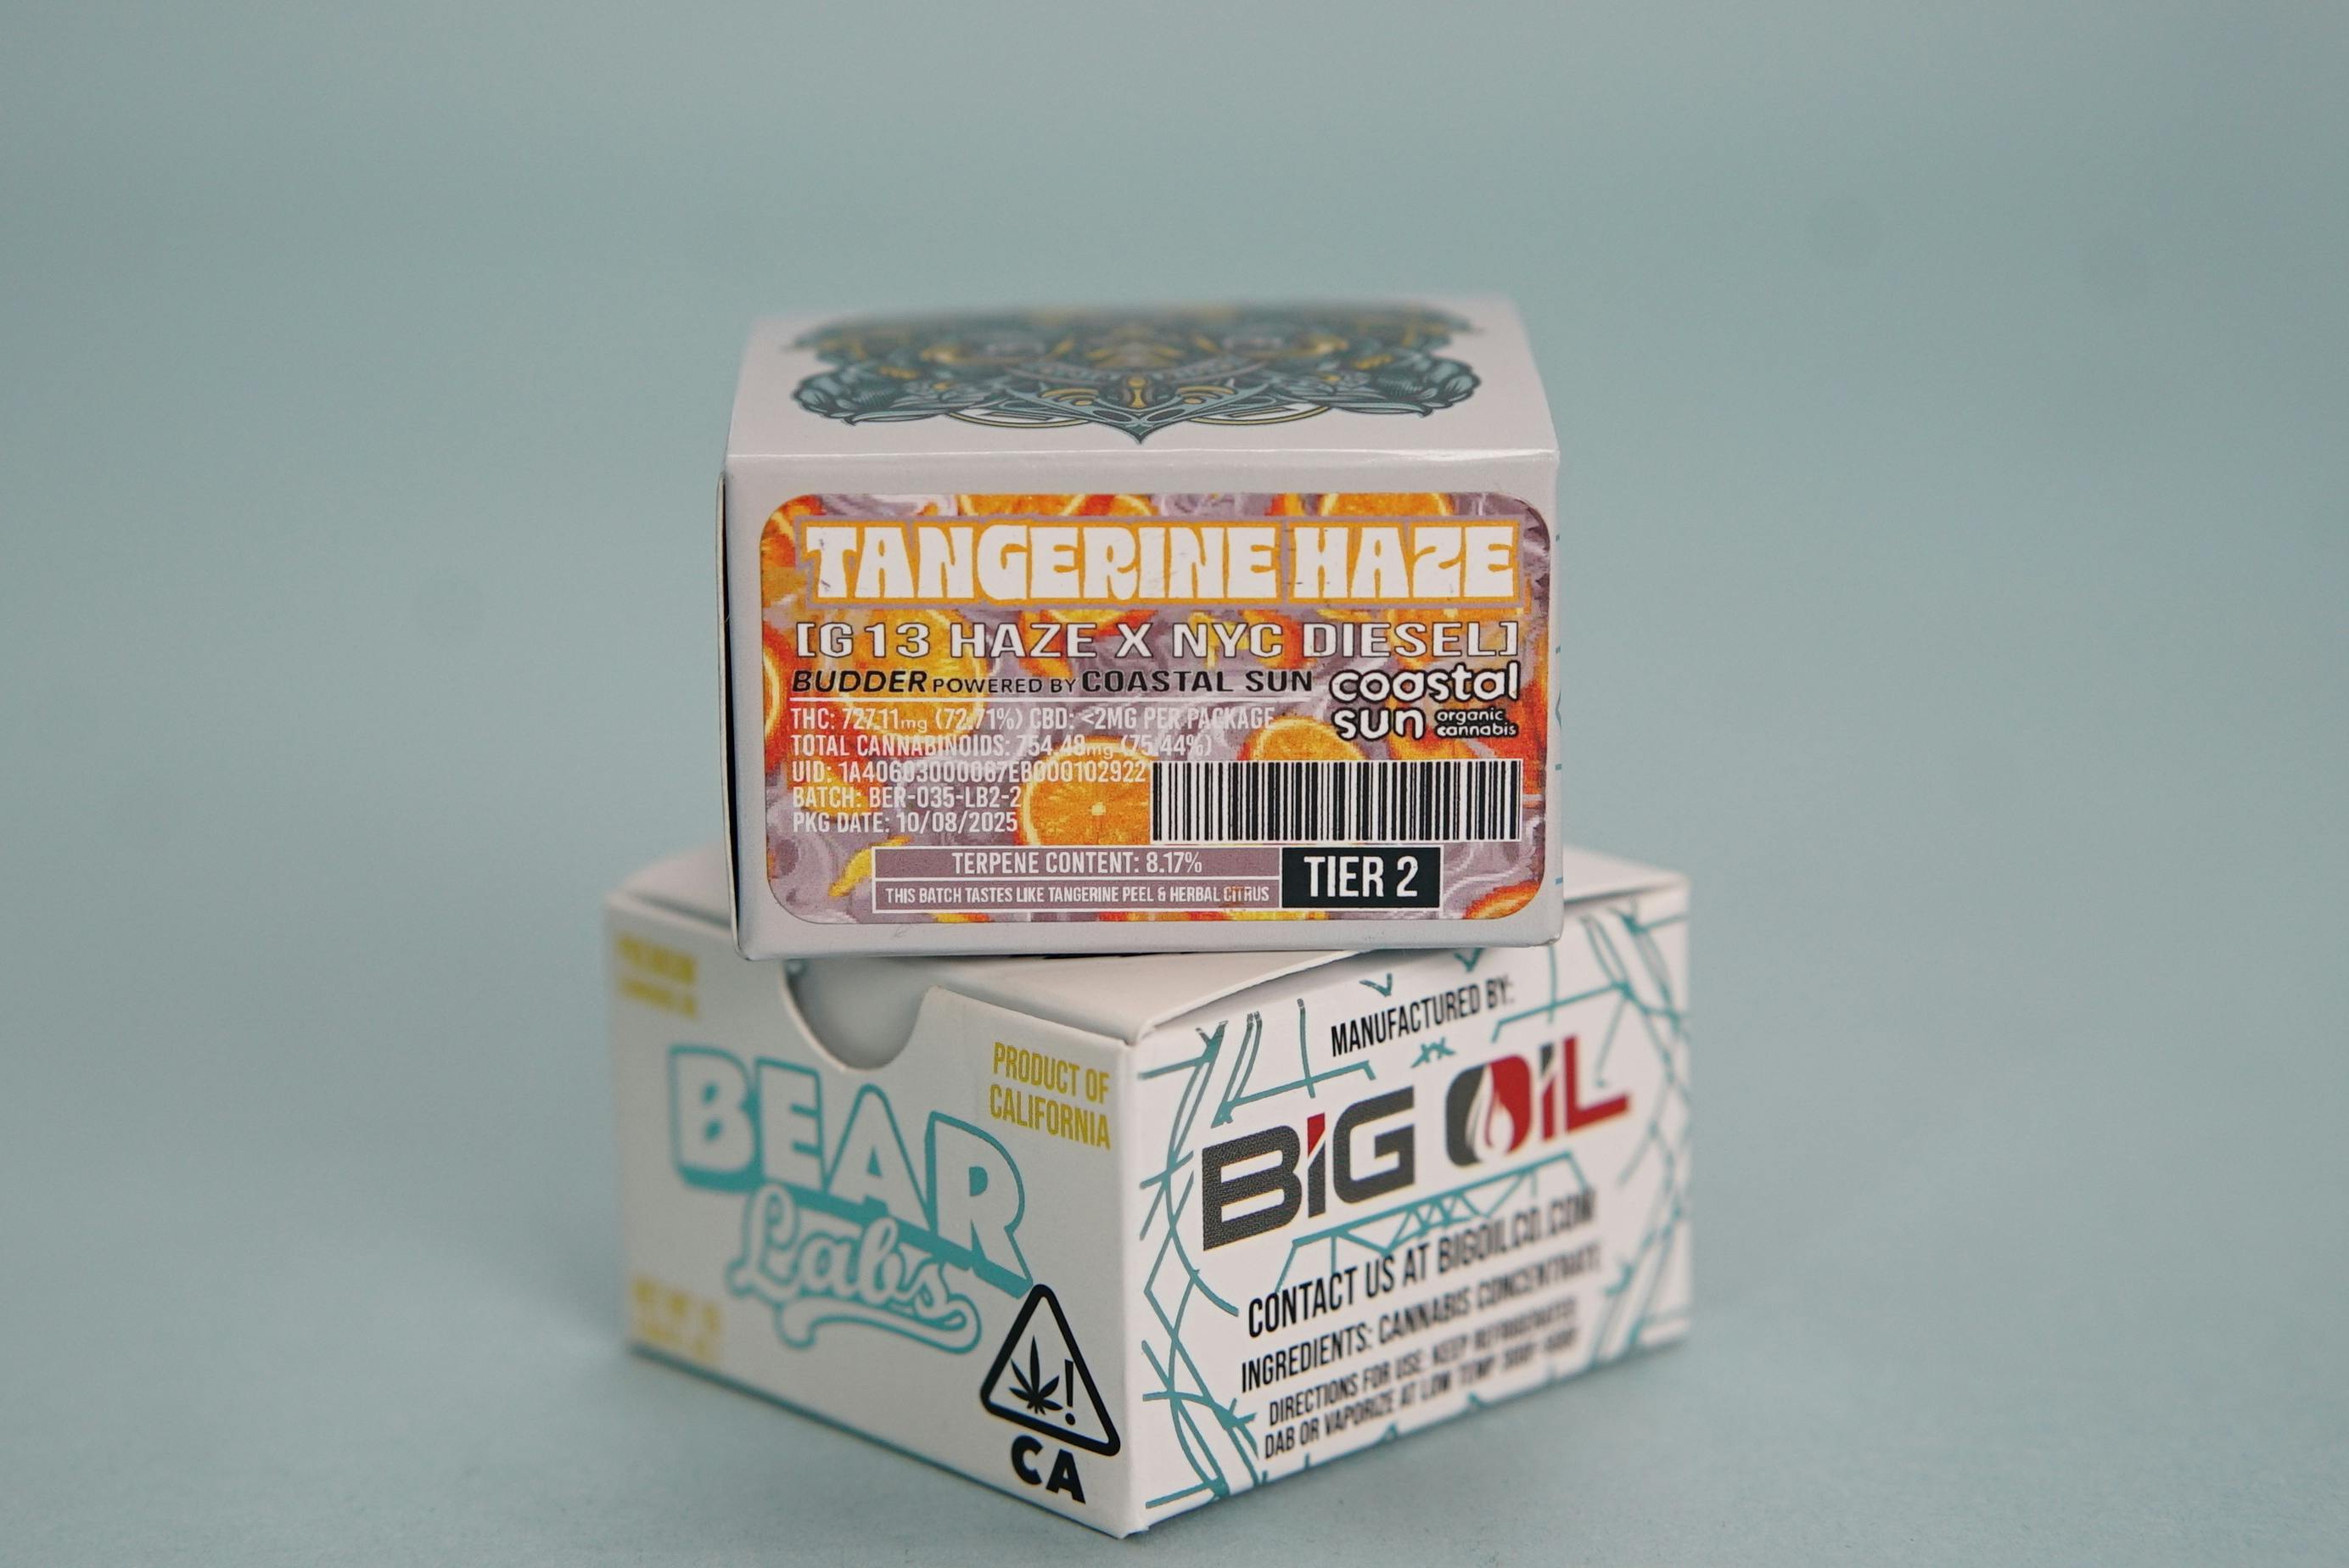 TANGERINE HAZE
[G13 HAZE X NYC DIESEL]
BUDDER POWERED BY COASTAL SUN
coastal
sun organic
cannabis
THC: 727.11mg (72.71%) CBD: <2MG PER PACKAGE
TOTAL CANNABINOIDS: 754.48mg (75.44%)
UID: 1A40603000087EB000102922
BATCH: BER-035-LB2-2
PKG DATE: 10/08/2025
TERPENE CONTENT: 8.17%
THIS BATCH TASTES LIKE TANGERINE PEEL & HERBAL CITRUS
TIER 2
PRODUCT OF
CALIFORNIA
BEAR
Labs
CA
MANUFACTURED BY:
BiG OiL
CONTACT US AT BIGOILCO.COM
INGREDIENTS: CANNABIS CONCENTRATE
DIRECTIONS FOR USE: KEEP REFRIGERATED
DAB OR VAPORIZE AT LOW TEMP